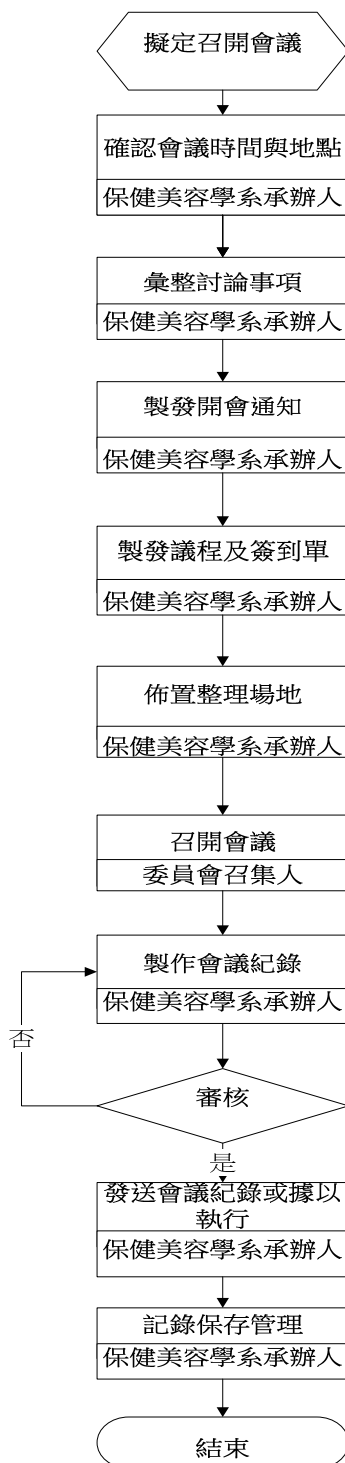 擬定召開會議
確認會議時間與地點
保健美容學系承辦人
彙整討論事項
保健美容學系承辦人
製發開會通知
保健美容學系承辦人
製發議程及簽到單
保健美容學系承辦人
佈置整理場地
保健美容學系承辦人
召開會議
委員會召集人
製作會議紀錄
保健美容學系承辦人
否
審核
是
發送會議紀錄或據以
執行
保健美容學系承辦人
記錄保存管理
保健美容學系承辦人
結束